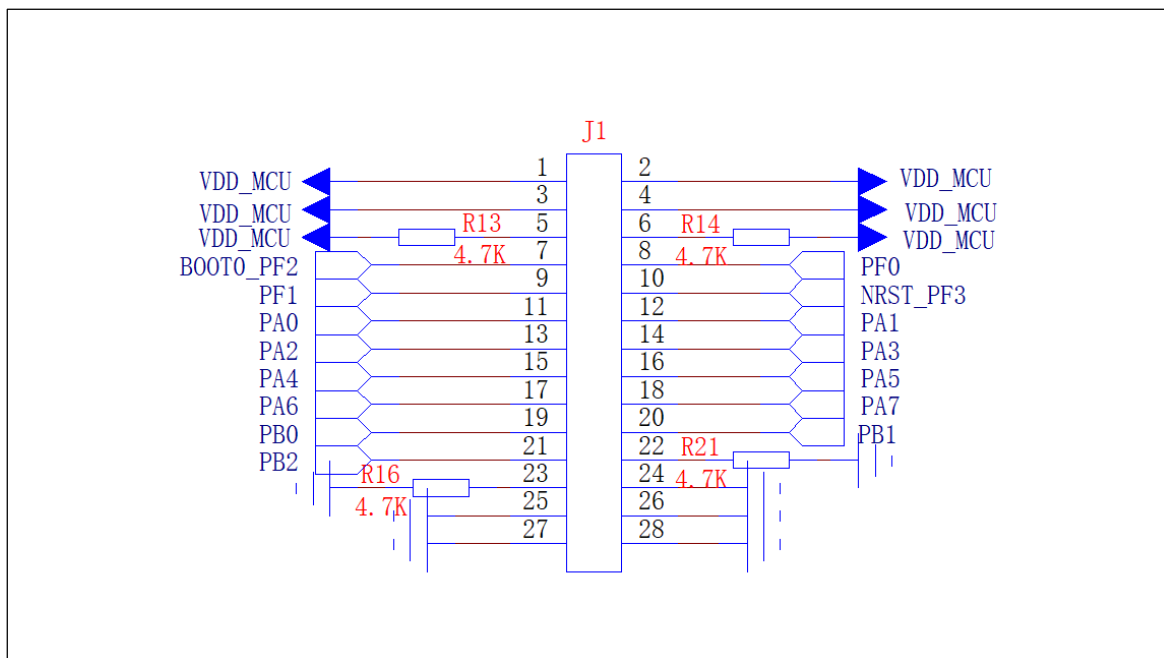 J1
1 2
VDD_MCU VDD_MCU
3 4
VDD_MCU VDD_MCU
R13 5 6 R14
VDD_MCU VDD_MCU
4.7K 7 8 4.7K
BOOT0_PF2 PF0
9 10
PF1 NRST_PF3
11 12
PA0 PA1
13 14
PA2 PA3
15 16
PA4 PA5
17 18
PA6 PA7
19 20
PB0 PB1
21 22 R21
PB2
R16 23 24 4.7K
4.7K 25 26
27 28